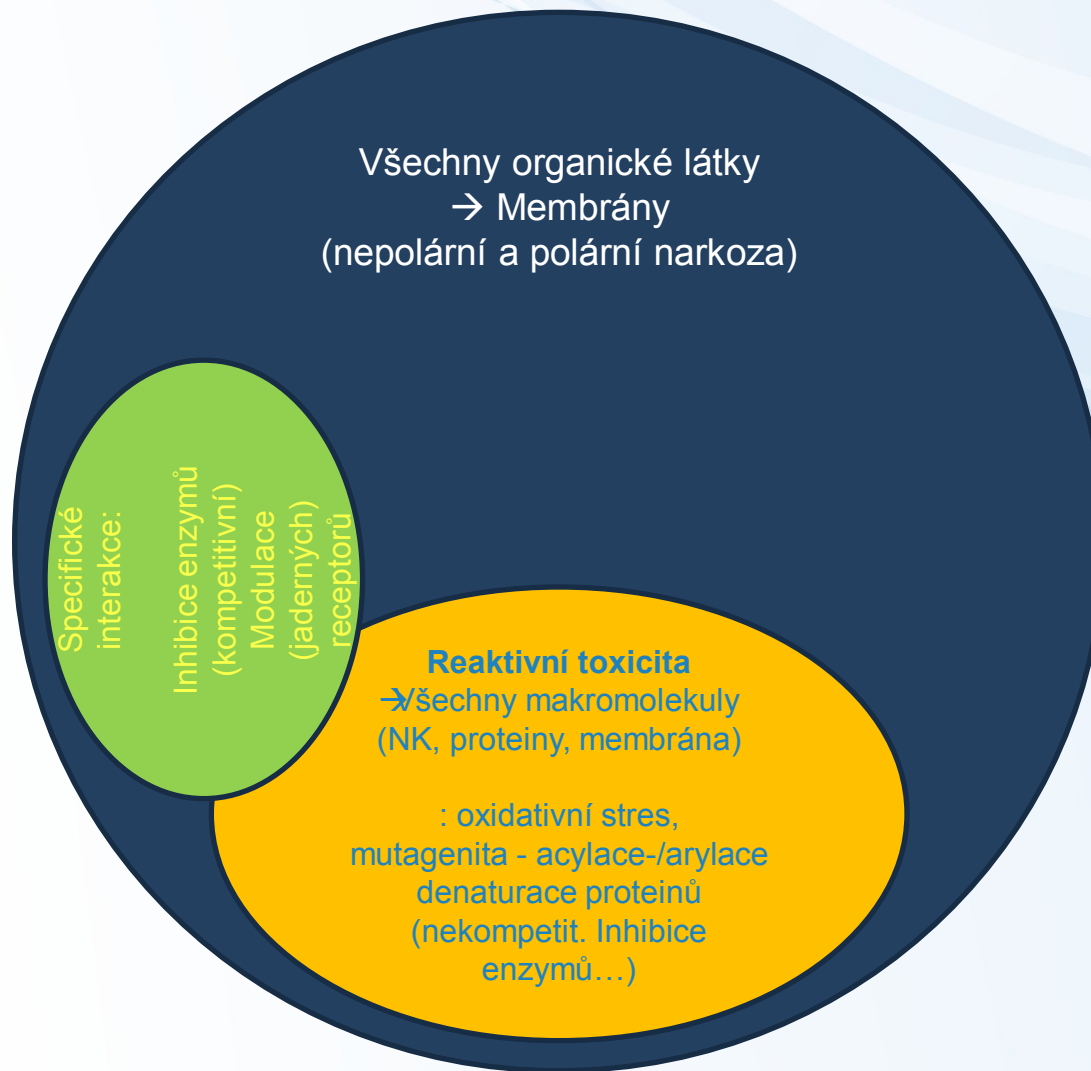 Všechny organické látky
→ Membrány
(nepolární a polární narkoza)
Specifické
interakce:
Inhibice enzymů
(kompetitivní)
Modulace
(jaderných)
receptorů
Reaktivní toxicita
→Všechny makromolekuly
(NK, proteiny, membrána)
: oxidativní stres,
mutagenita - acylace-/arylace
denaturace proteinů
(nekompetit. Inhibice
enzymů…)